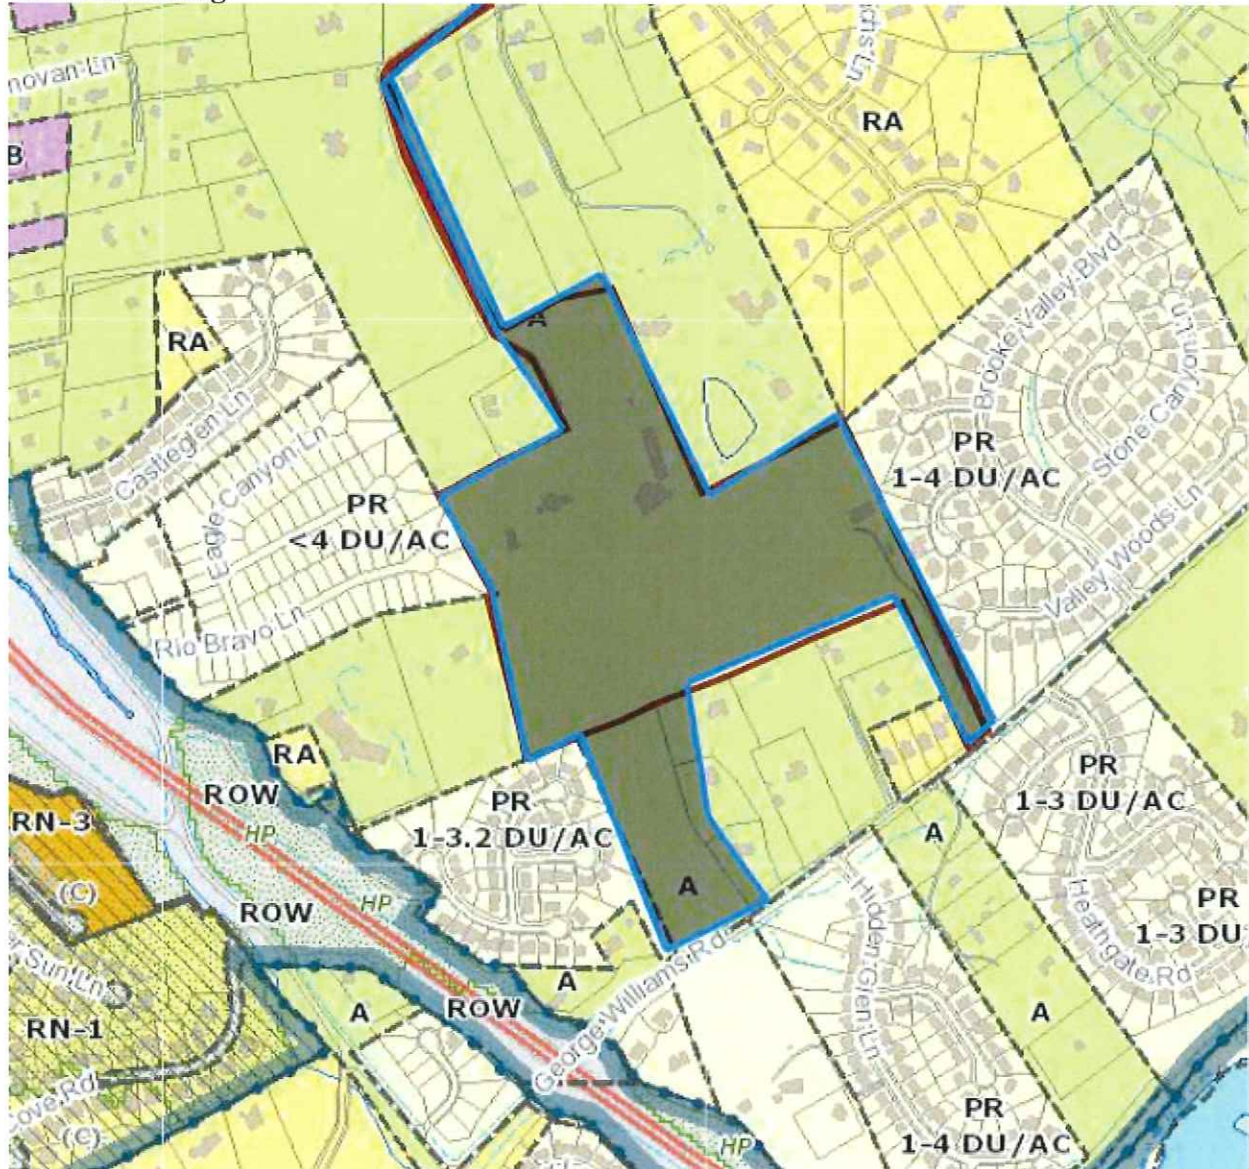 novan Ln
B
RA
A
RA
Castleglen Ln
Eagle Canyon Ln
PR
<4 DU/AC
Rio Bravo Ln
Brooke Valley Blvd
Stone Canyon
PR
1-4 DU/AC
Valley Woods Ln
RA
ROW
HP
PR
1-3.2 DU/AC
RN-3
(C)
HP
ROW
A
PR
1-3 DU/AC
A
PR
1-3 DU
Heathgate Rd
Hidden Glen Ln
George Williams Rd
A
A
ROW
A
r Sun Ln
RN-1
ove Rd
(C)
PR
1-4 DU/AC
HP